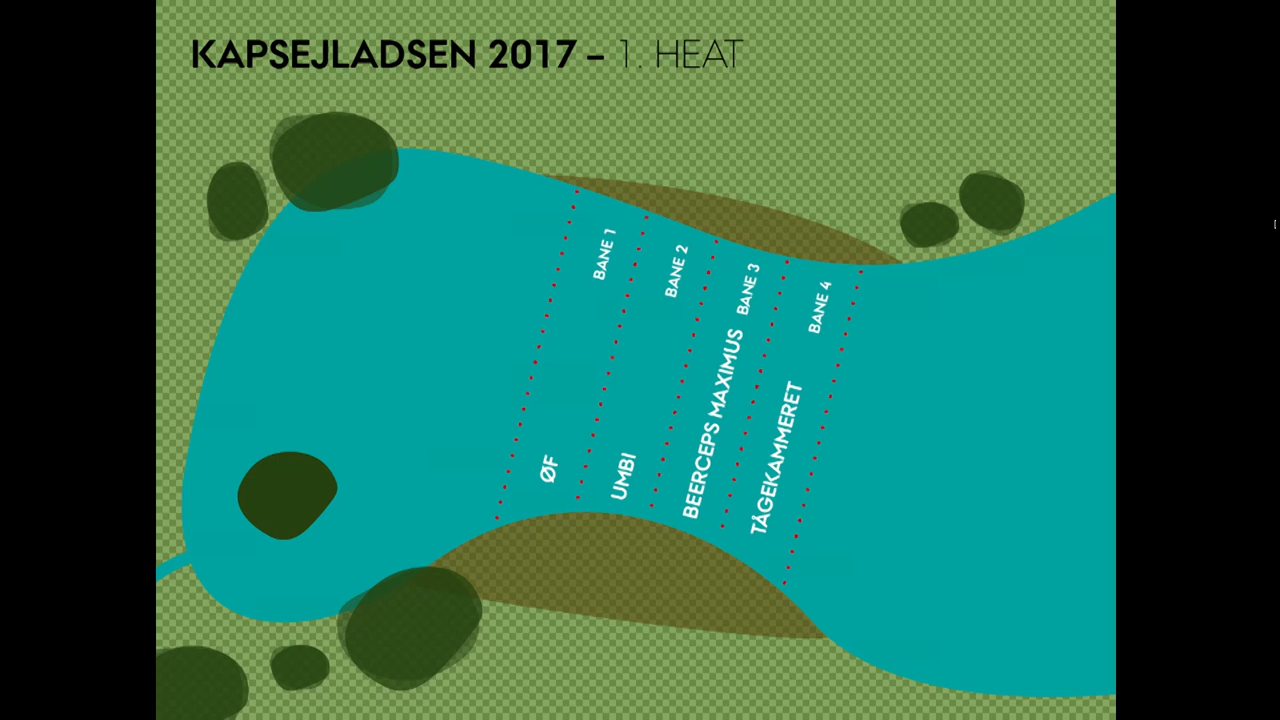 KAPSEJLADSEN 2017 – 1. HEAT
BANE 1
ØF
BANE 2
UMBI
BANE 3
BEERCEPS MAXIMUS
BANE 4
TÅGEKAMMERET